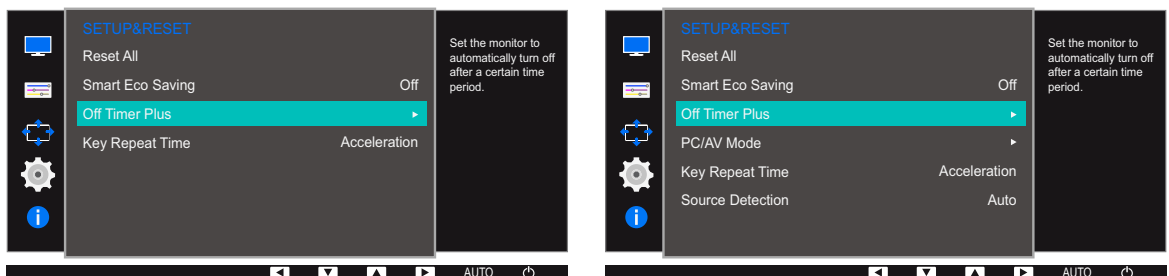 SETUP&RESET
Reset All
Smart Eco Saving Off
Off Timer Plus
Key Repeat Time Acceleration
Set the monitor to
automatically turn off
after a certain time
period.
AUTO
SETUP&RESET
Reset All
Smart Eco Saving Off
Off Timer Plus
PC/AV Mode
Key Repeat Time Acceleration
Source Detection Auto
Set the monitor to
automatically turn off
after a certain time
period.
AUTO